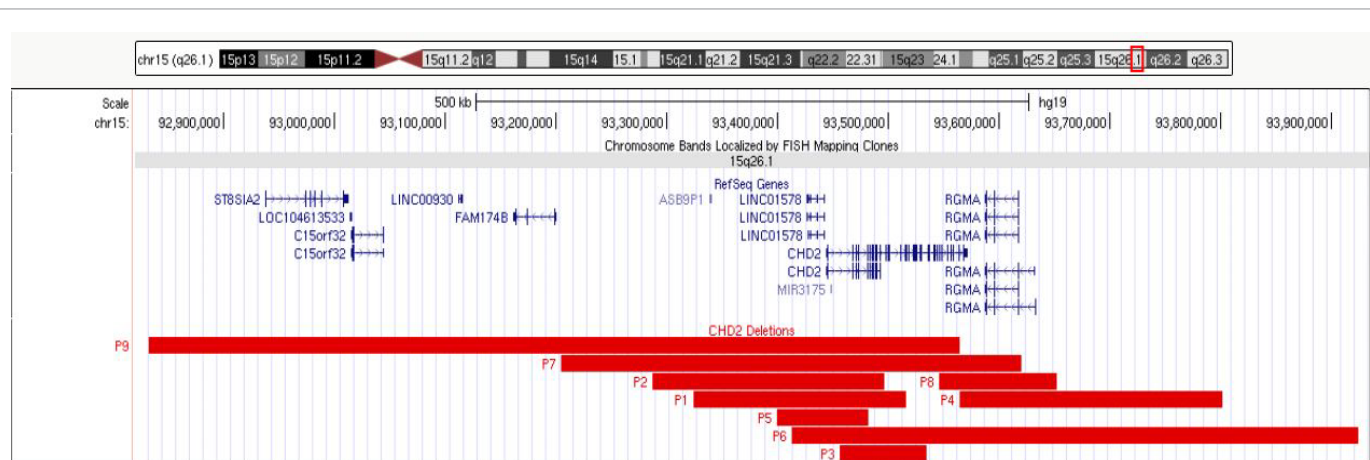 chr15 (q26.1) 15p13 15p12 15p11.2 15q11.2 q12 15q14 15.1 15q21.1 q21.2 15q21.3 q22.2 22.31 15q23 24.1 q25.1 q25.2 q25.3 15q26.1 q26.2 q26.3
Scale 500 kb hg19
chr15: 92,900,000 93,000,000 93,100,000 93,200,000 93,300,000 93,400,000 93,500,000 93,600,000 93,700,000 93,800,000 93,900,000
Chromosome Bands Localized by FISH Mapping Clones
15q26.1
RefSeq Genes
ST8SIA2 LINC00930 ASB9P1 LINC01578 RGMA
LOC104613533 FAM174B LINC01578 RGMA
C15orf32 LINC01578 RGMA
C15orf32 CHD2
CHD2 RGMA
MIR3175 RGMA
RGMA
CHD2 Deletions
P9
P7
P2 P8
P1 P4
P5
P6
P3